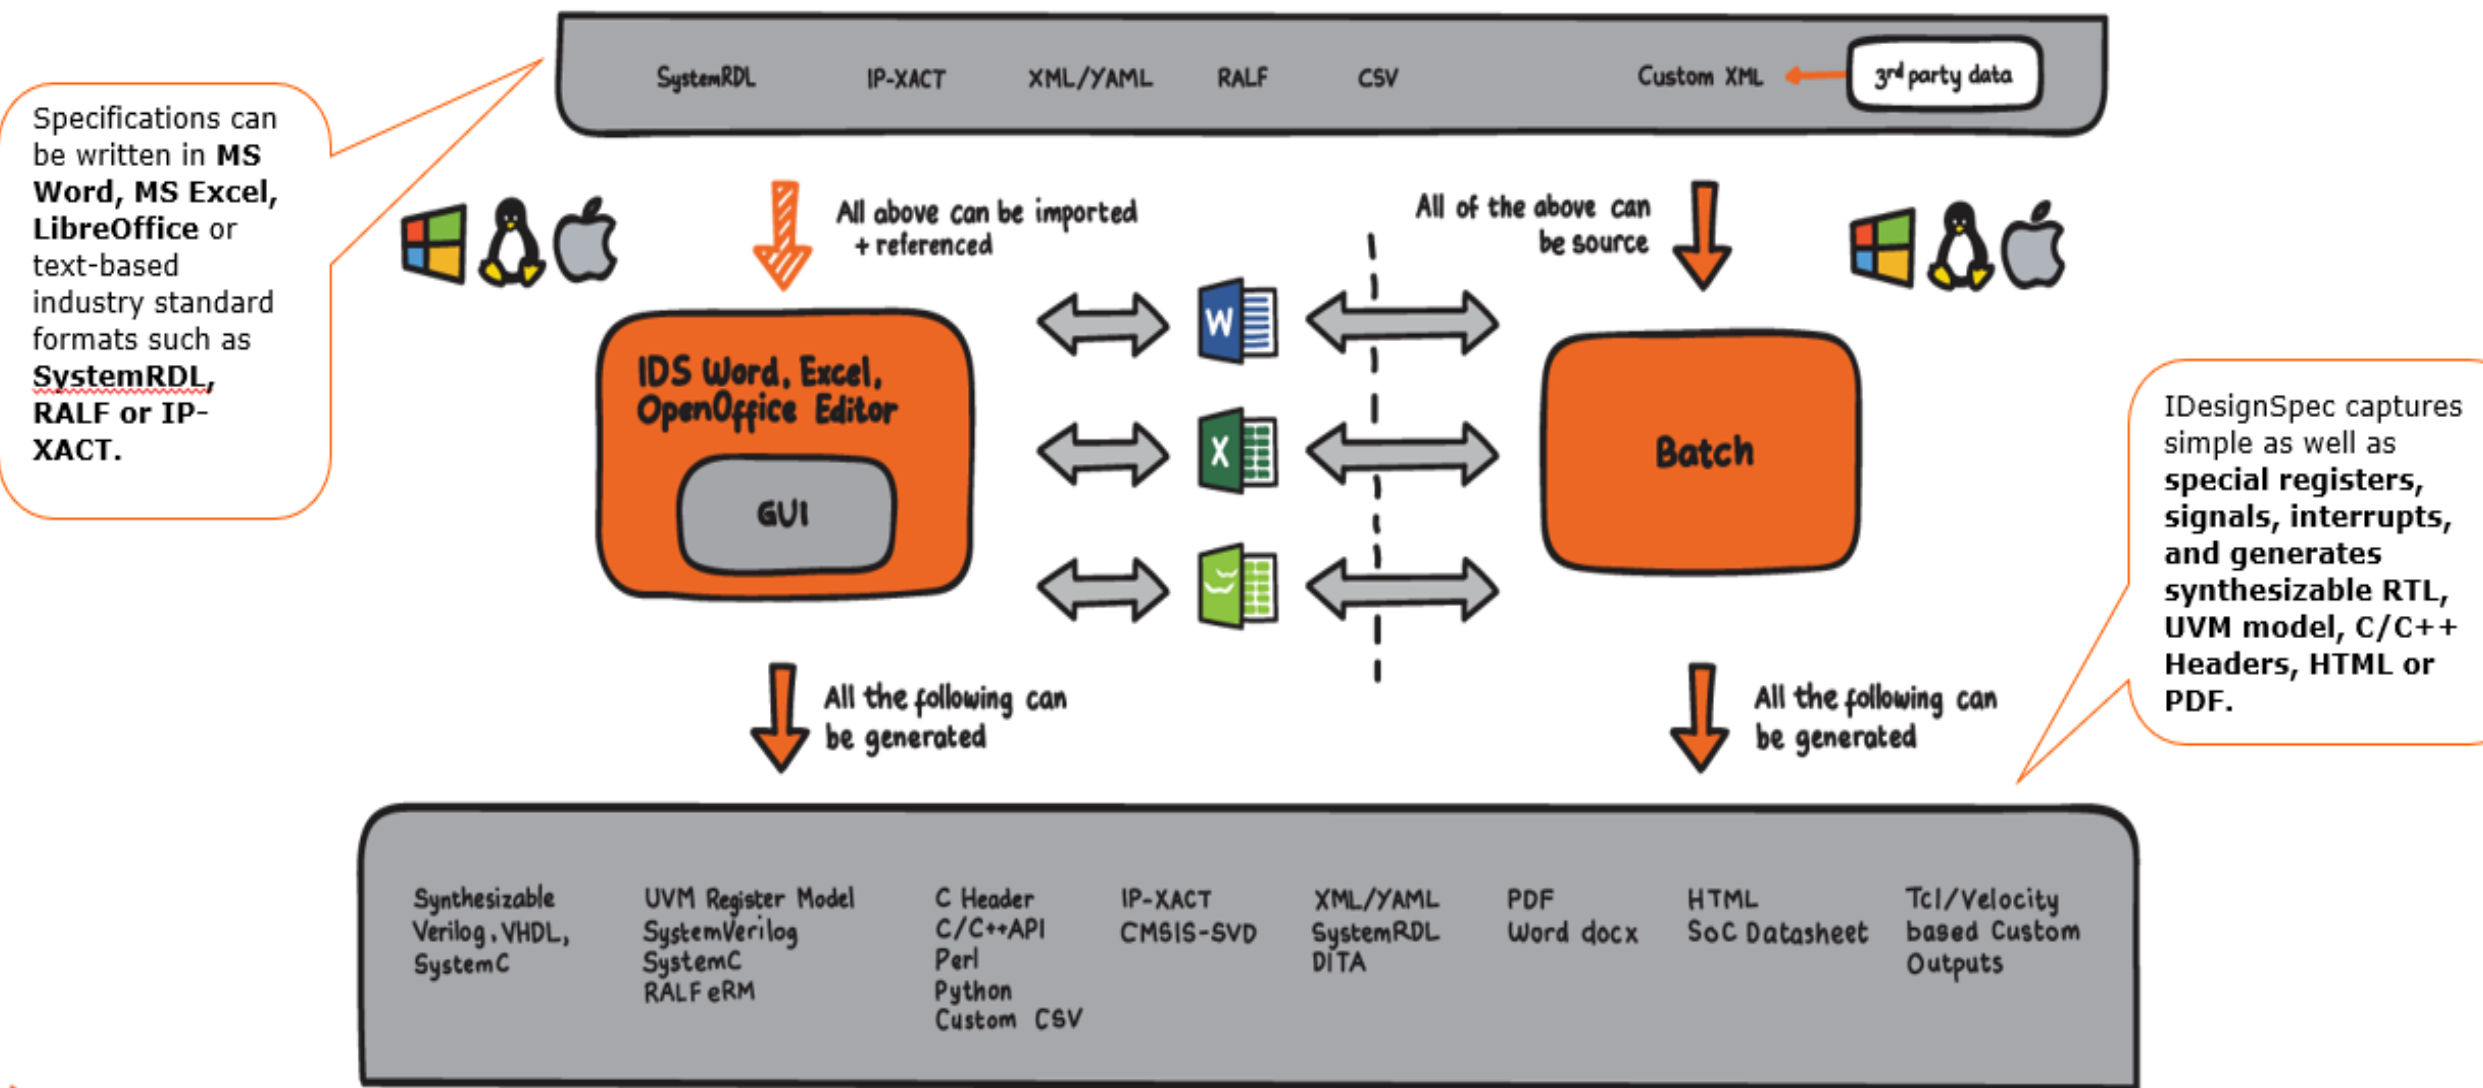 SystemRDL IP-XACT XML/YAML RALF CSV Custom XML 3rd party data
Specifications can
be written in MS
Word, MS Excel,
LibreOffice or
text-based
industry standard
formats such as
SystemRDL,
RALF or IP-
XACT.
All above can be imported
+ referenced
All of the above can
be source
IDS Word, Excel,
OpenOffice Editor
GUI
W
X
Batch
IDesignSpec captures
simple as well as
special registers,
signals, interrupts,
and generates
synthesizable RTL,
UVM model, C/C++
Headers, HTML or
PDF.
All the following can
be generated
All the following can
be generated
Synthesizable
Verilog, VHDL,
SystemC
UVM Register Model
SystemVerilog
SystemC
RALF eRM
C Header
C/C++API
Perl
Python
Custom CSV
IP-XACT
CMSIS-SVD
XML/YAML
SystemRDL
DITA
PDF
Word docx
HTML
SoC Datasheet
Tcl/Velocity
based Custom
Outputs